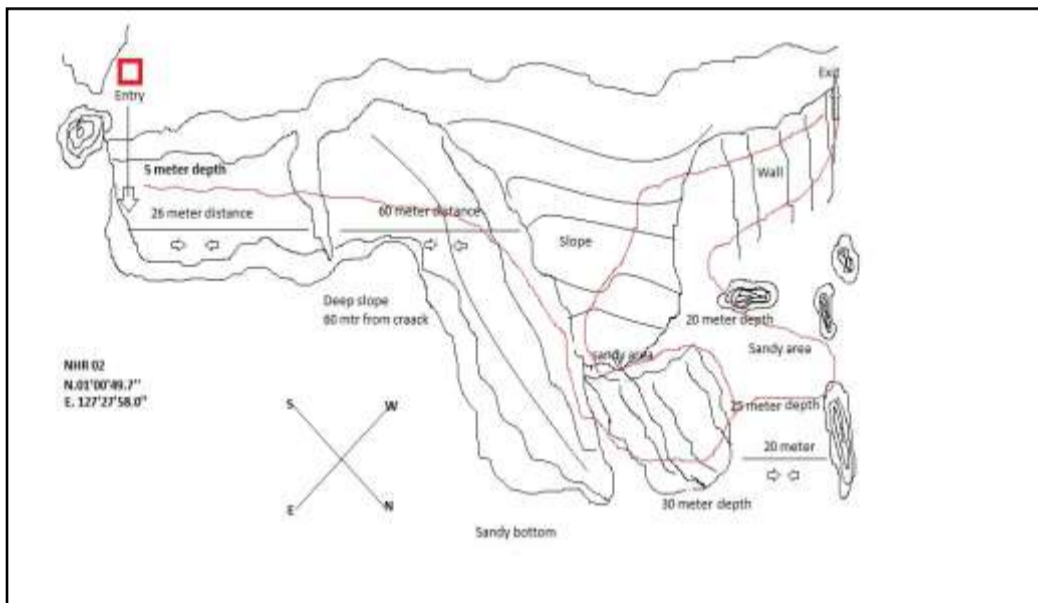 Exit
Entry
5 meter depth
Wall
26 meter distance
60 meter distance
Slope
Deep slope
60 mtr from craack
20 meter depth
sandy area
Sandy area
NHR 02
N.01'00'49.7"
E. 127'27'58.0"
S
W
25 meter depth
20 meter
E
N
30 meter depth
Sandy bottom